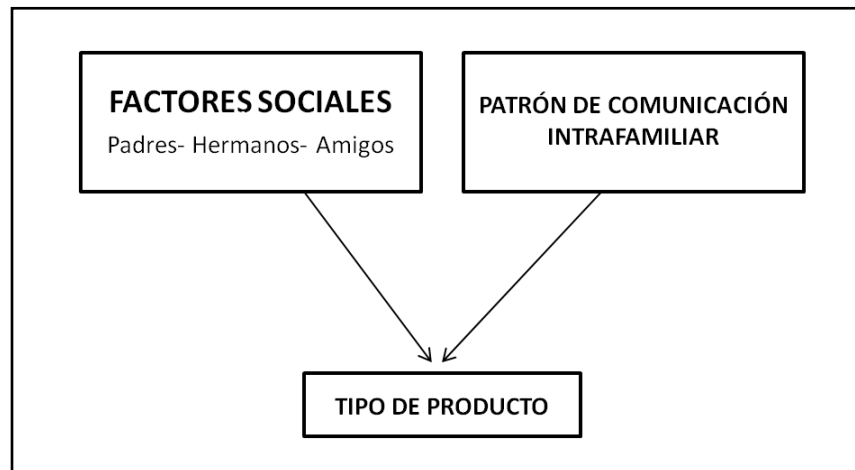 FACTORES SOCIALES
Padres- Hermanos- Amigos
PATRÓN DE COMUNICACIÓN
INTRAFAMILIAR
TIPO DE PRODUCTO